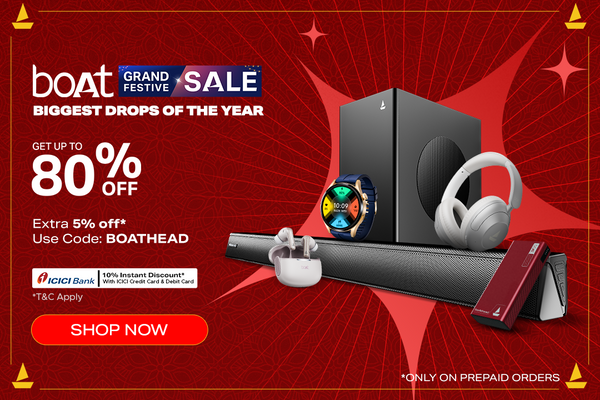 boAt GRAND FESTIVE SALE
BIGGEST DROPS OF THE YEAR
GET UP TO
80% OFF
Extra 5% off*
Use Code: BOATHEAD
ICICI Bank 10% Instant Discount*
With ICICI Credit Card & Debit Card
*T&C Apply
SHOP NOW
10:09
*ONLY ON PREPAID ORDERS